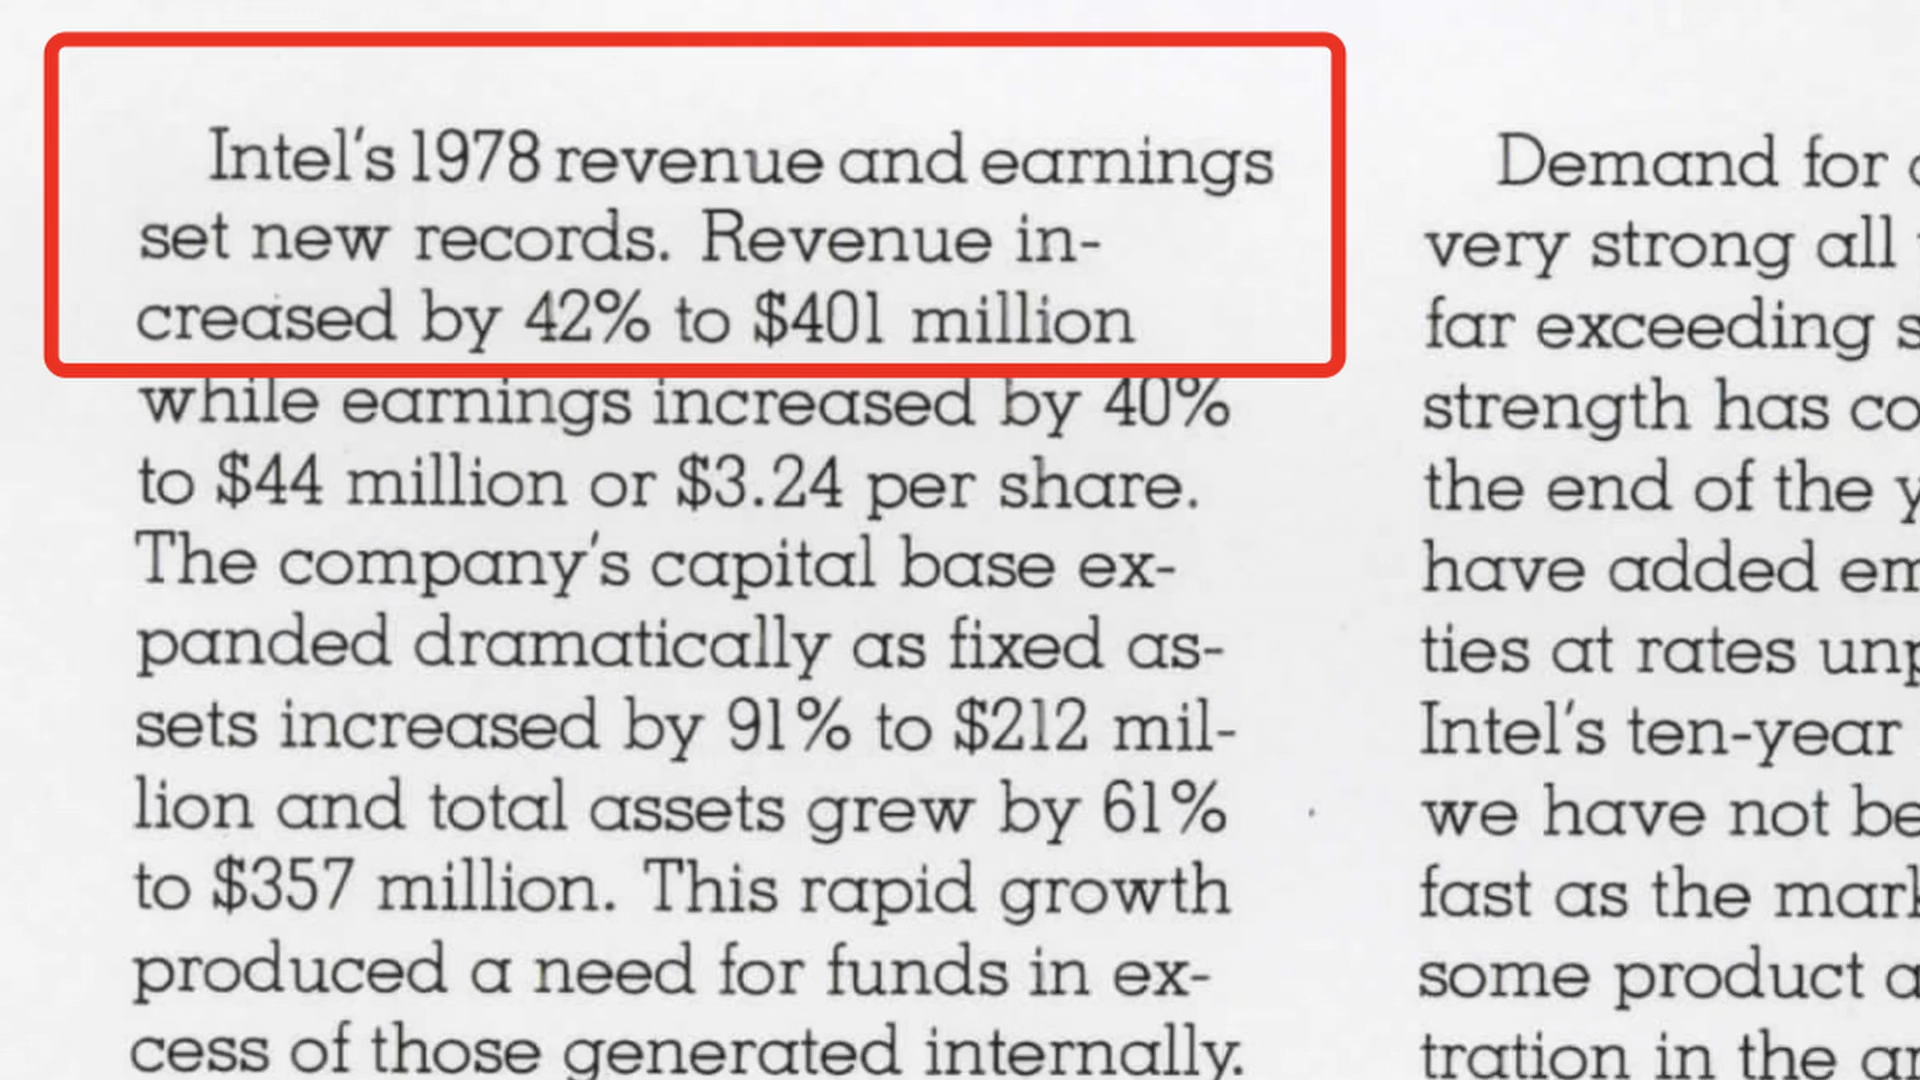 Intel's 1978 revenue and earnings
set new records. Revenue in-
creased by 42% to $401 million
while earnings increased by 40%
to $44 million or $3.24 per share.
The company's capital base ex-
panded dramatically as fixed as-
sets increased by 91% to $212 mil-
lion and total assets grew by 61%
to $357 million. This rapid growth
produced a need for funds in ex-
cess of those generated internally.
Demand for
very strong all
far exceeding
strength has
the end of the
have added
ties at rates
Intel's ten-year
we have not
fast as the
some product
tration in the